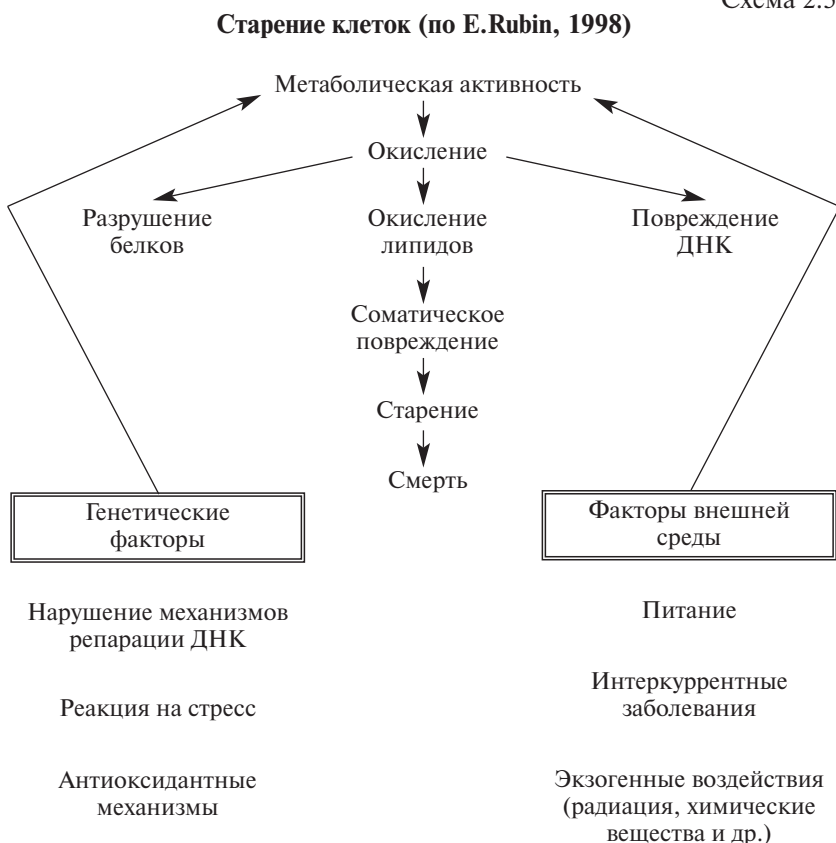 Схема 2.5
Старение клеток (по E.Rubin, 1998)
Метаболическая активность
Окисление
Разрушение
белков
Окисление
липидов
Повреждение
ДНК
Соматическое
повреждение
Старение
Смерть
Генетические
факторы
Факторы внешней
среды
Нарушение механизмов
репарации ДНК
Питание
Реакция на стресс
Интеркуррентные
заболевания
Антиоксидантные
механизмы
Экзогенные воздействия
(радиация, химические
вещества и др.)